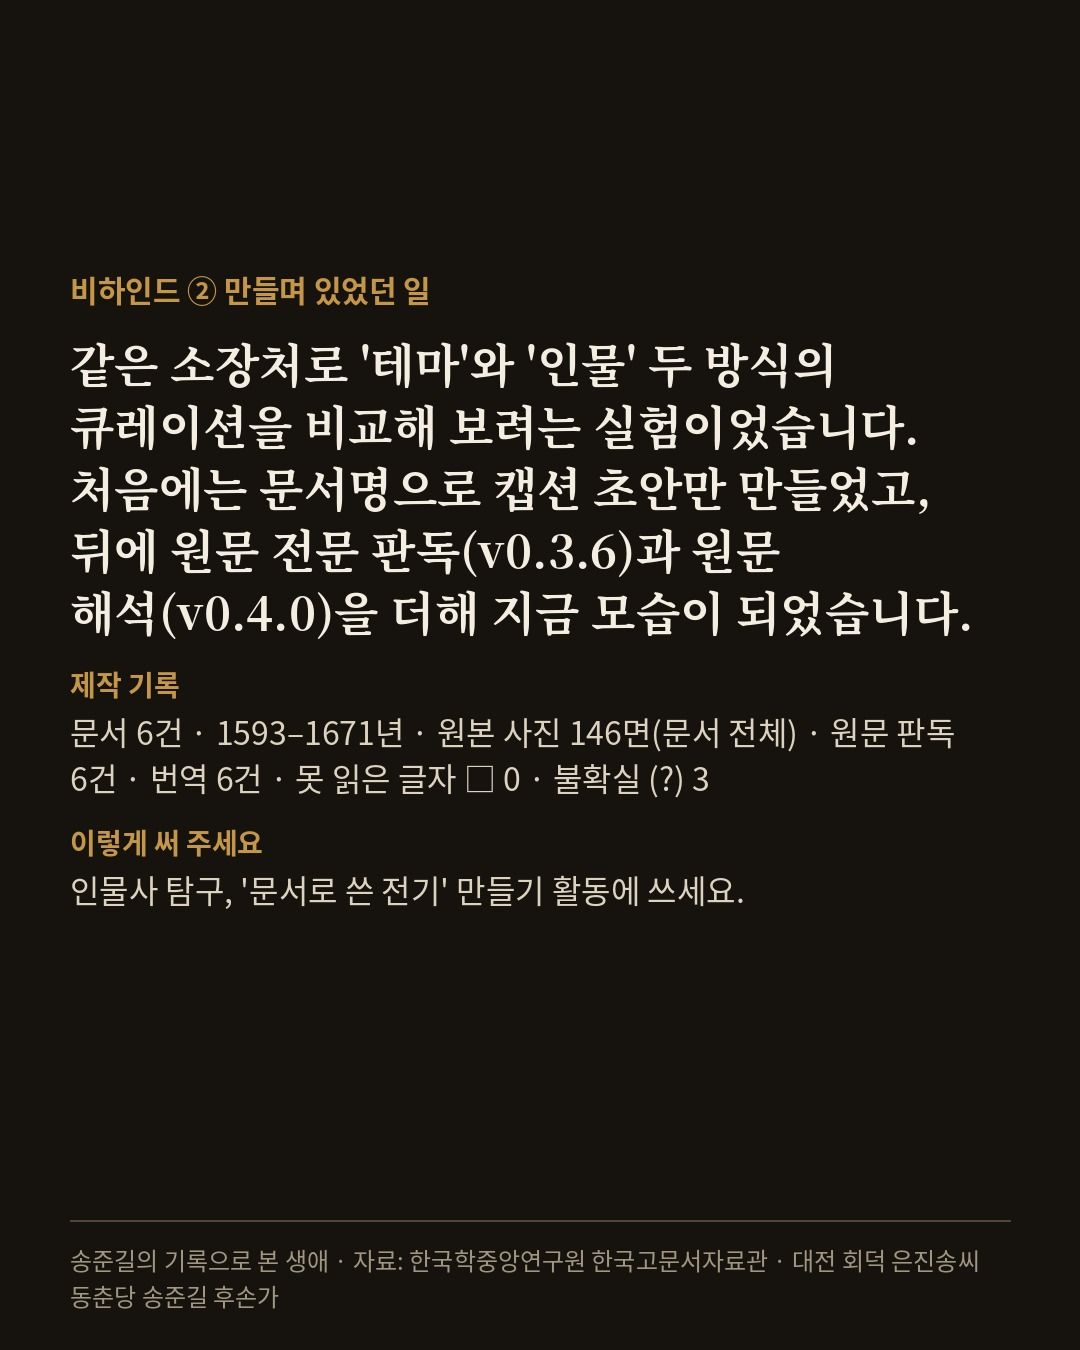 비하인드 ② 만들며 있었던 일
같은 소장처로 '테마'와 '인물' 두 방식의
큐레이션을 비교해 보려는 실험이었습니다.
처음에는 문서명으로 캡션 초안만 만들었고,
뒤에 원문 전문 판독(v0.3.6)과 원문
해석(v0.4.0)을 더해 지금 모습이 되었습니다.
제작 기록
문서 6건 · 1593–1671년 · 원본 사진 146면(문서 전체) · 원문 판독
6건 · 번역 6건 · 못 읽은 글자 □ 0 · 불확실 (?) 3
이렇게 써 주세요
인물사 탐구, '문서로 쓴 전기' 만들기 활동에 쓰세요.
송준길의 기록으로 본 생애 · 자료: 한국학중앙연구원 한국고문서자료관 · 대전 회덕 은진송씨
동춘당 송준길 후손가